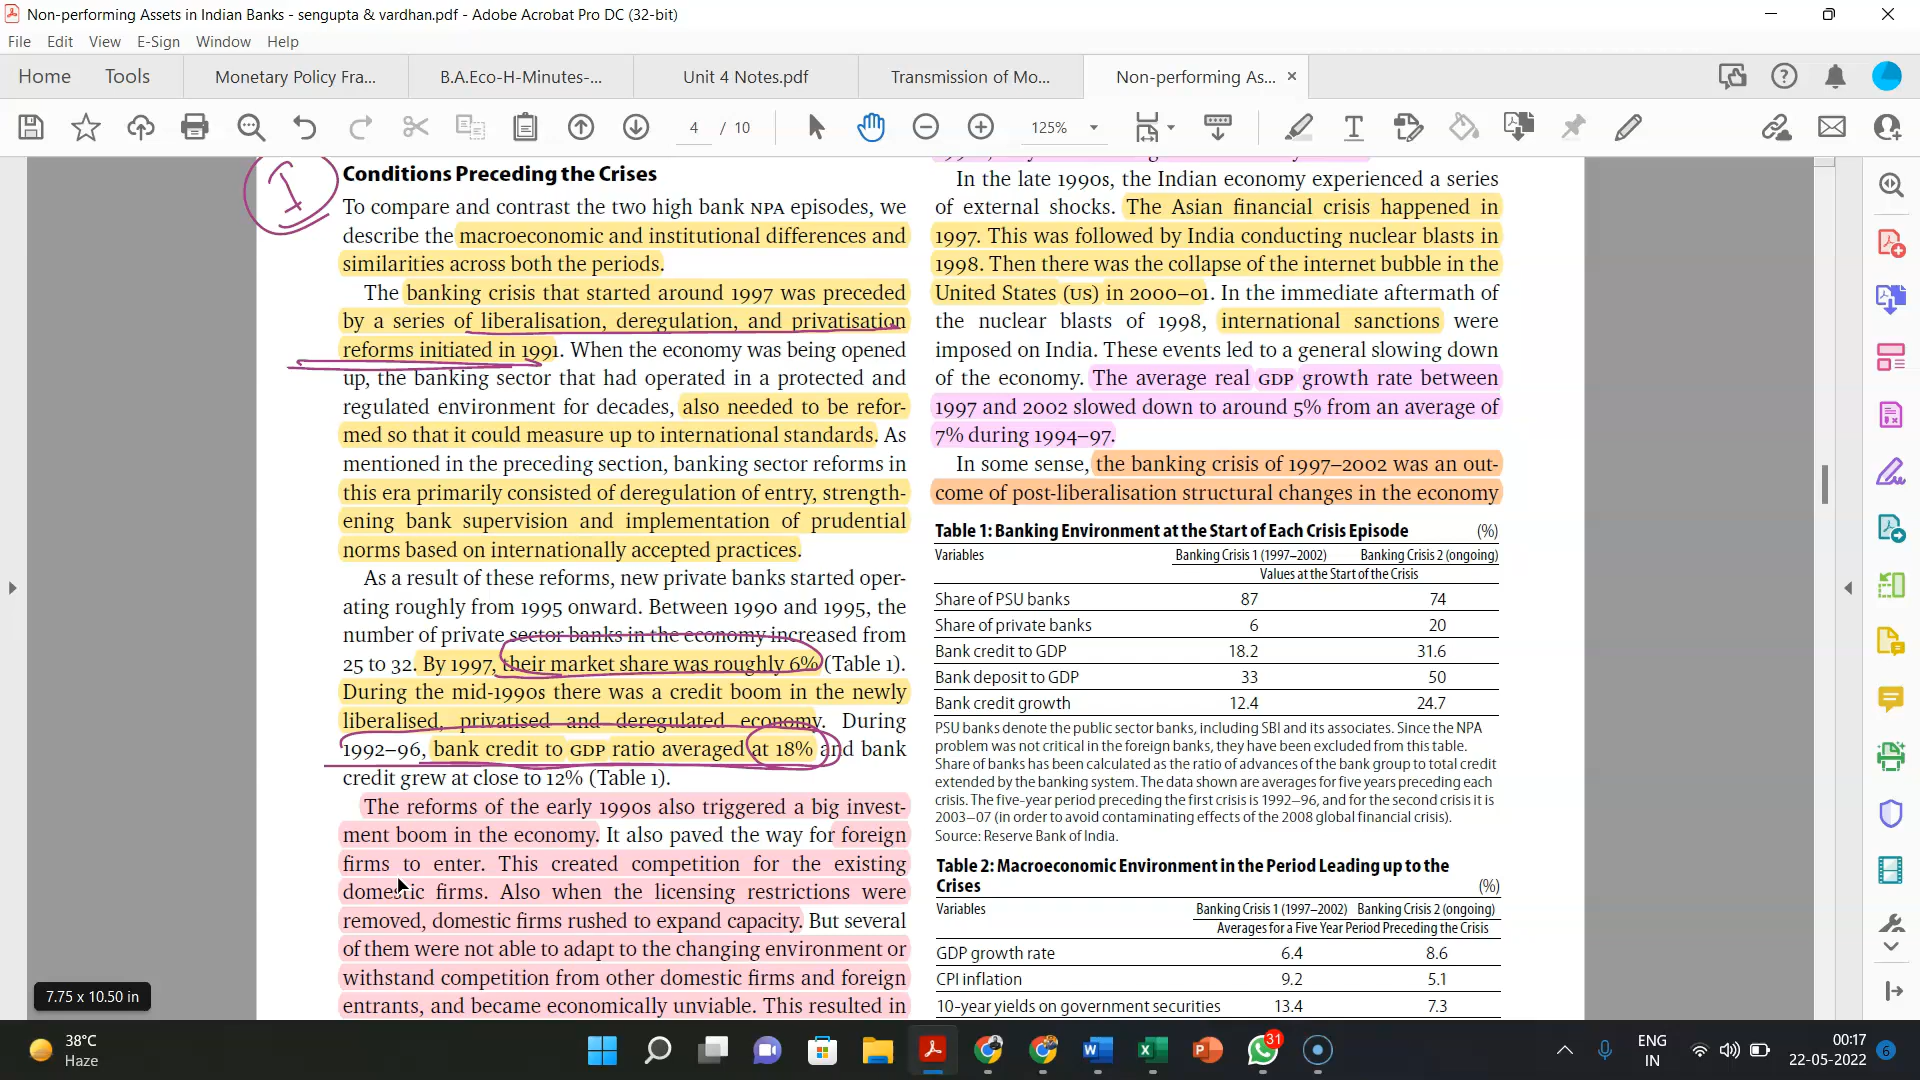 Non-performing Assets in Indian Banks - sengupta & vardhan.pdf - Adobe Acrobat Pro DC (32-bit)
File Edit View E-Sign Window Help
Home Tools Monetary Policy Fra... B.A.Eco-H-Minutes-... Unit 4 Notes.pdf Transmission of Mo... Non-performing As... ×
4 / 10 125%
I
Conditions Preceding the Crises
To compare and contrast the two high bank NPA episodes, we
describe the macroeconomic and institutional differences and
similarities across both the periods.
The banking crisis that started around 1997 was preceded
by a series of liberalisation, deregulation, and privatisation
reforms initiated in 1991. When the economy was being opened
up, the banking sector that had operated in a protected and
regulated environment for decades, also needed to be refor-
med so that it could measure up to international standards. As
mentioned in the preceding section, banking sector reforms in
this era primarily consisted of deregulation of entry, strength-
ening bank supervision and implementation of prudential
norms based on internationally accepted practices.
As a result of these reforms, new private banks started oper-
ating roughly from 1995 onward. Between 1990 and 1995, the
number of private sector banks in the economy increased from
25 to 32. By 1997, their market share was roughly 6% (Table 1).
During the mid-1990s there was a credit boom in the newly
liberalised, privatised and deregulated economy. During
1992–96, bank credit to GDP ratio averaged at 18% and bank
credit grew at close to 12% (Table 1).
The reforms of the early 1990s also triggered a big invest-
ment boom in the economy. It also paved the way for foreign
firms to enter. This created competition for the existing
domestic firms. Also when the licensing restrictions were
removed, domestic firms rushed to expand capacity. But several
of them were not able to adapt to the changing environment or
withstand competition from other domestic firms and foreign
entrants, and became economically unviable. This resulted in
In the late 1990s, the Indian economy experienced a series
of external shocks. The Asian financial crisis happened in
1997. This was followed by India conducting nuclear blasts in
1998. Then there was the collapse of the internet bubble in the
United States (US) in 2000–01. In the immediate aftermath of
the nuclear blasts of 1998, international sanctions were
imposed on India. These events led to a general slowing down
of the economy. The average real GDP growth rate between
1997 and 2002 slowed down to around 5% from an average of
7% during 1994–97.
In some sense, the banking crisis of 1997–2002 was an out-
come of post-liberalisation structural changes in the economy
Table 1: Banking Environment at the Start of Each Crisis Episode (%)
Variables Banking Crisis 1 (1997–2002) Banking Crisis 2 (ongoing)
Values at the Start of the Crisis
Share of PSU banks 87 74
Share of private banks 6 20
Bank credit to GDP 18.2 31.6
Bank deposit to GDP 33 50
Bank credit growth 12.4 24.7
PSU banks denote the public sector banks, including SBI and its associates. Since the NPA
problem was not critical in the foreign banks, they have been excluded from this table.
Share of banks has been calculated as the ratio of advances of the bank group to total credit
extended by the banking system. The data shown are averages for five years preceding each
crisis. The five-year period preceding the first crisis is 1992–96, and for the second crisis it is
2003–07 (in order to avoid contaminating effects of the 2008 global financial crisis).
Source: Reserve Bank of India.
Table 2: Macroeconomic Environment in the Period Leading up to the
Crises (%)
Variables Banking Crisis 1 (1997–2002) Banking Crisis 2 (ongoing)
Averages for a Five Year Period Preceding the Crisis
GDP growth rate 6.4 8.6
CPI inflation 9.2 5.1
10-year yields on government securities 13.4 7.3
7.75 x 10.50 in
38°C
Haze
31
ENG
IN
00:17
22-05-2022
6